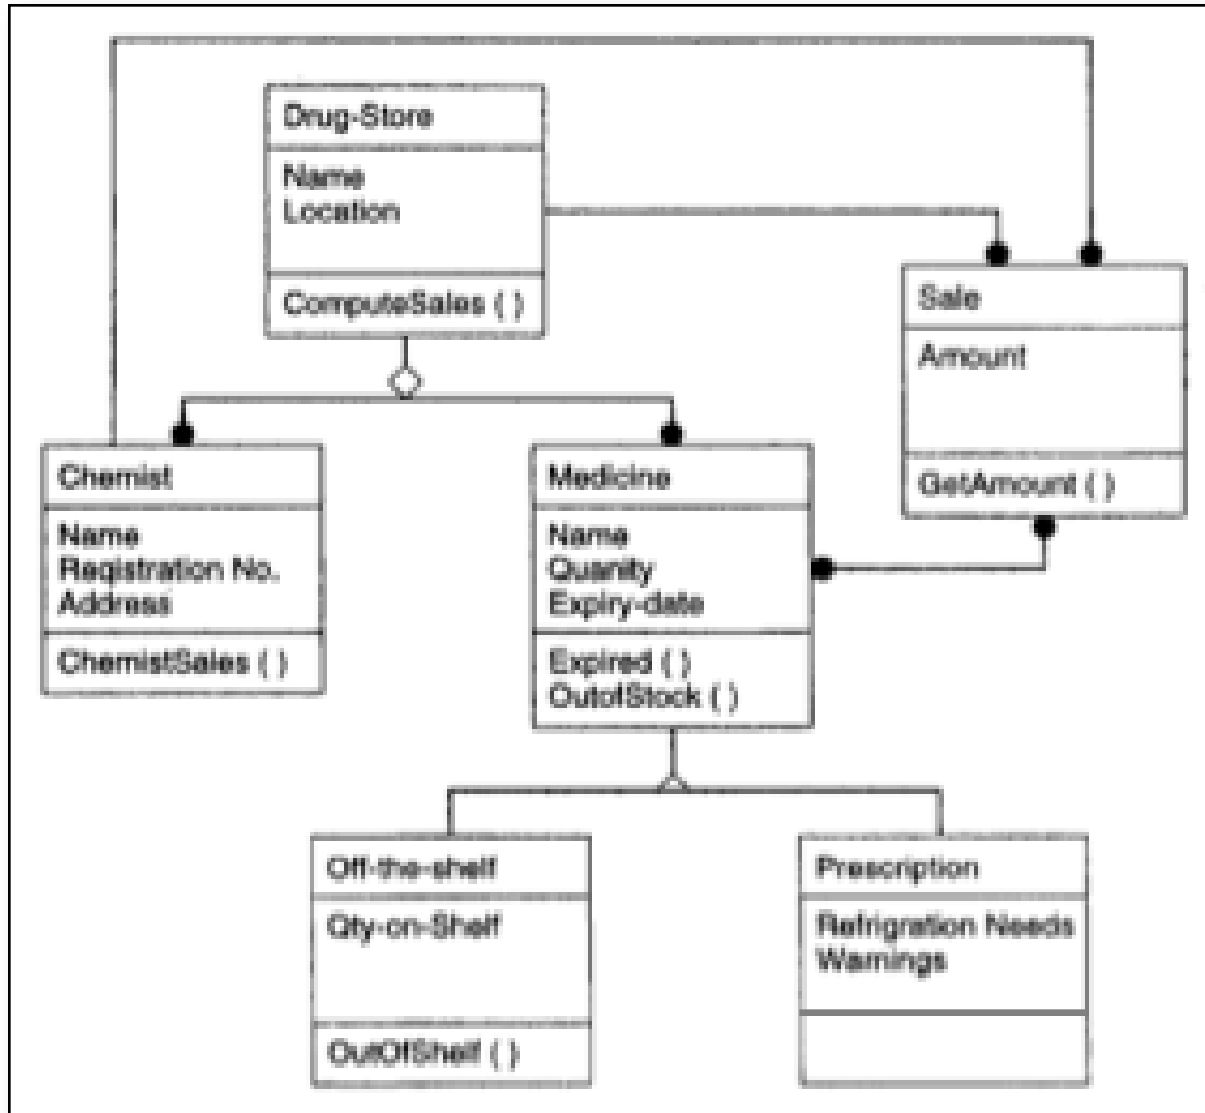 Drug-Store
Name
Location
ComputeSales ( )
Sale
Amount
GetAmount ( )
Chemist
Name
Registration No.
Address
ChemistSales ( )
Medicine
Name
Quanity
Expiry-date
Expired ( )
OutofStock ( )
Off-the-shelf
Qty-on-Shelf
OutOfShelf ( )
Prescription
Refrigration Needs
Warnings